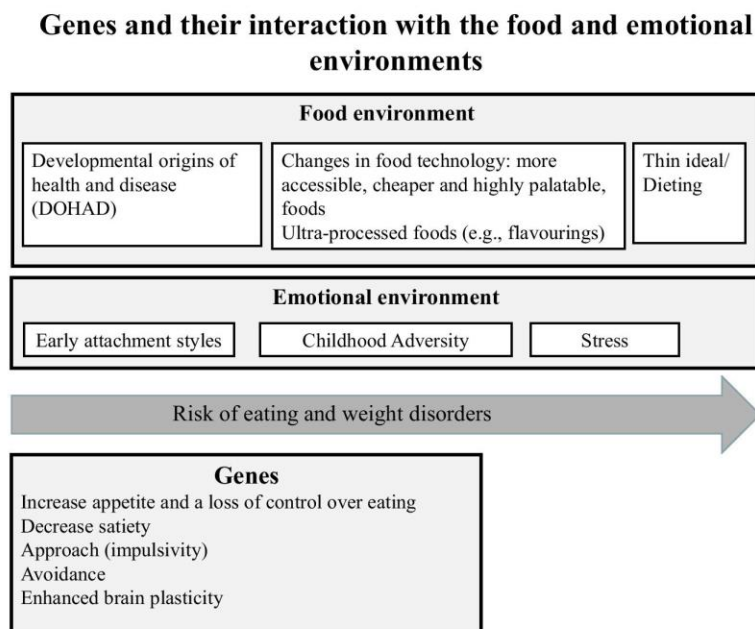 Genes and their interaction with the food and emotional
environments
Food environment
Developmental origins of
health and disease
(DOHAD)
Changes in food technology: more
accessible, cheaper and highly palatable,
foods
Ultra-processed foods (e.g., flavourings)
Thin ideal/
Dieting
Emotional environment
Early attachment styles
Childhood Adversity
Stress
Risk of eating and weight disorders
Genes
Increase appetite and a loss of control over eating
Decrease satiety
Approach (impulsivity)
Avoidance
Enhanced brain plasticity